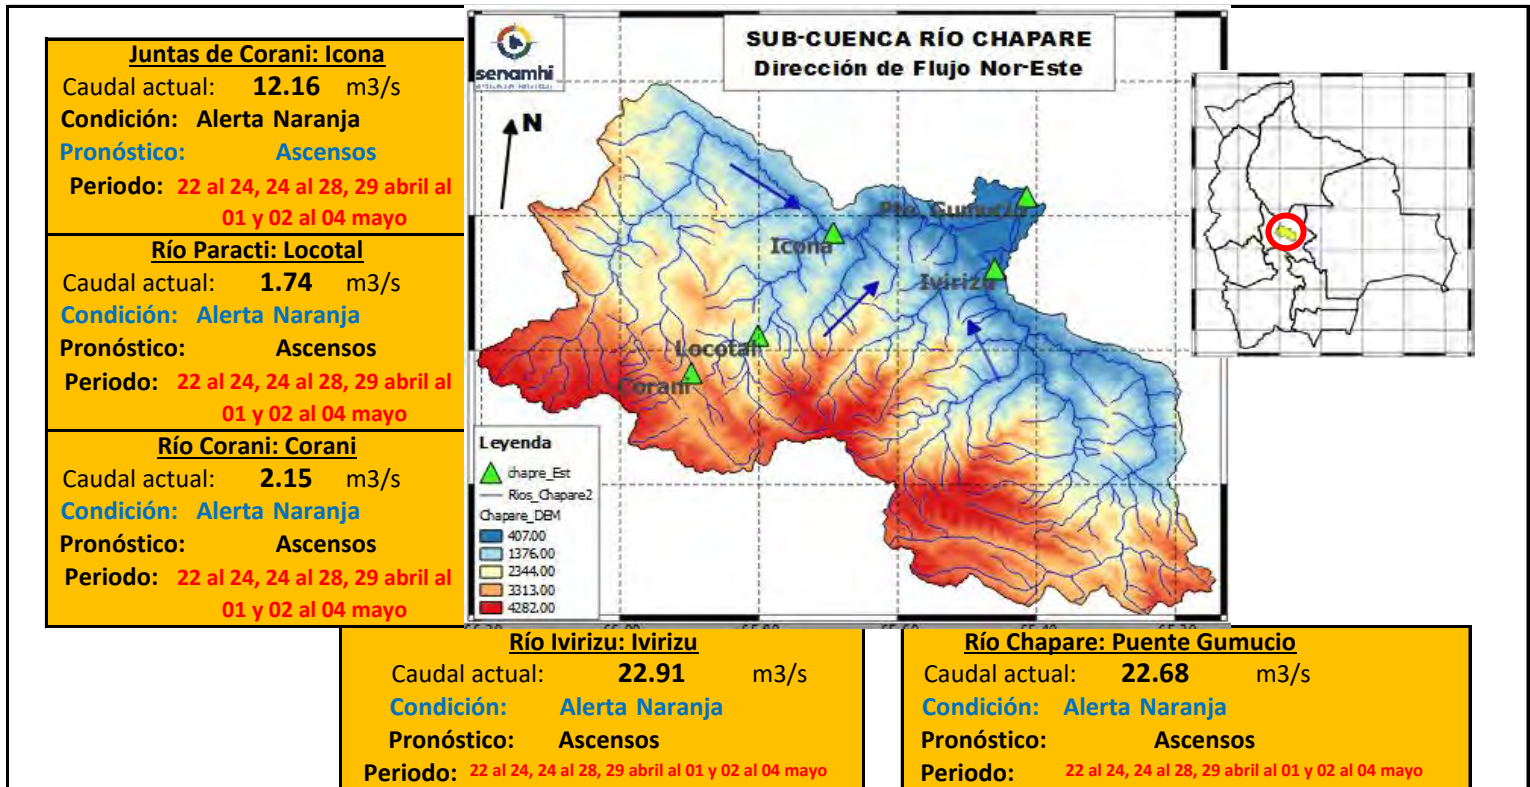 Juntas de Corani: Icona
Caudal actual: 12.16 m3/s
Condición: Alerta Naranja
Pronóstico: Ascensos
Periodo: 22 al 24, 24 al 28, 29 abril al
01 y 02 al 04 mayo
Río Paracti: Locotal
Caudal actual: 1.74 m3/s
Condición: Alerta Naranja
Pronóstico: Ascensos
Periodo: 22 al 24, 24 al 28, 29 abril al
01 y 02 al 04 mayo
Río Corani: Corani
Caudal actual: 2.15 m3/s
Condición: Alerta Naranja
Pronóstico: Ascensos
Periodo: 22 al 24, 24 al 28, 29 abril al
01 y 02 al 04 mayo
senamhi
SUB-CUENCA RÍO CHAPARE
Dirección de Flujo Nor-Este
N
Pto. Gumucio
Icona
Ivirizu
Locotal
Corani
Leyenda
chapre_Est
Rios_Chapare2
Chapare_DEM
407.00
1376.00
2344.00
3313.00
4282.00
Río Ivirizu: Ivirizu
Caudal actual: 22.91 m3/s
Condición: Alerta Naranja
Pronóstico: Ascensos
Periodo: 22 al 24, 24 al 28, 29 abril al 01 y 02 al 04 mayo
Río Chapare: Puente Gumucio
Caudal actual: 22.68 m3/s
Condición: Alerta Naranja
Pronóstico: Ascensos
Periodo: 22 al 24, 24 al 28, 29 abril al 01 y 02 al 04 mayo